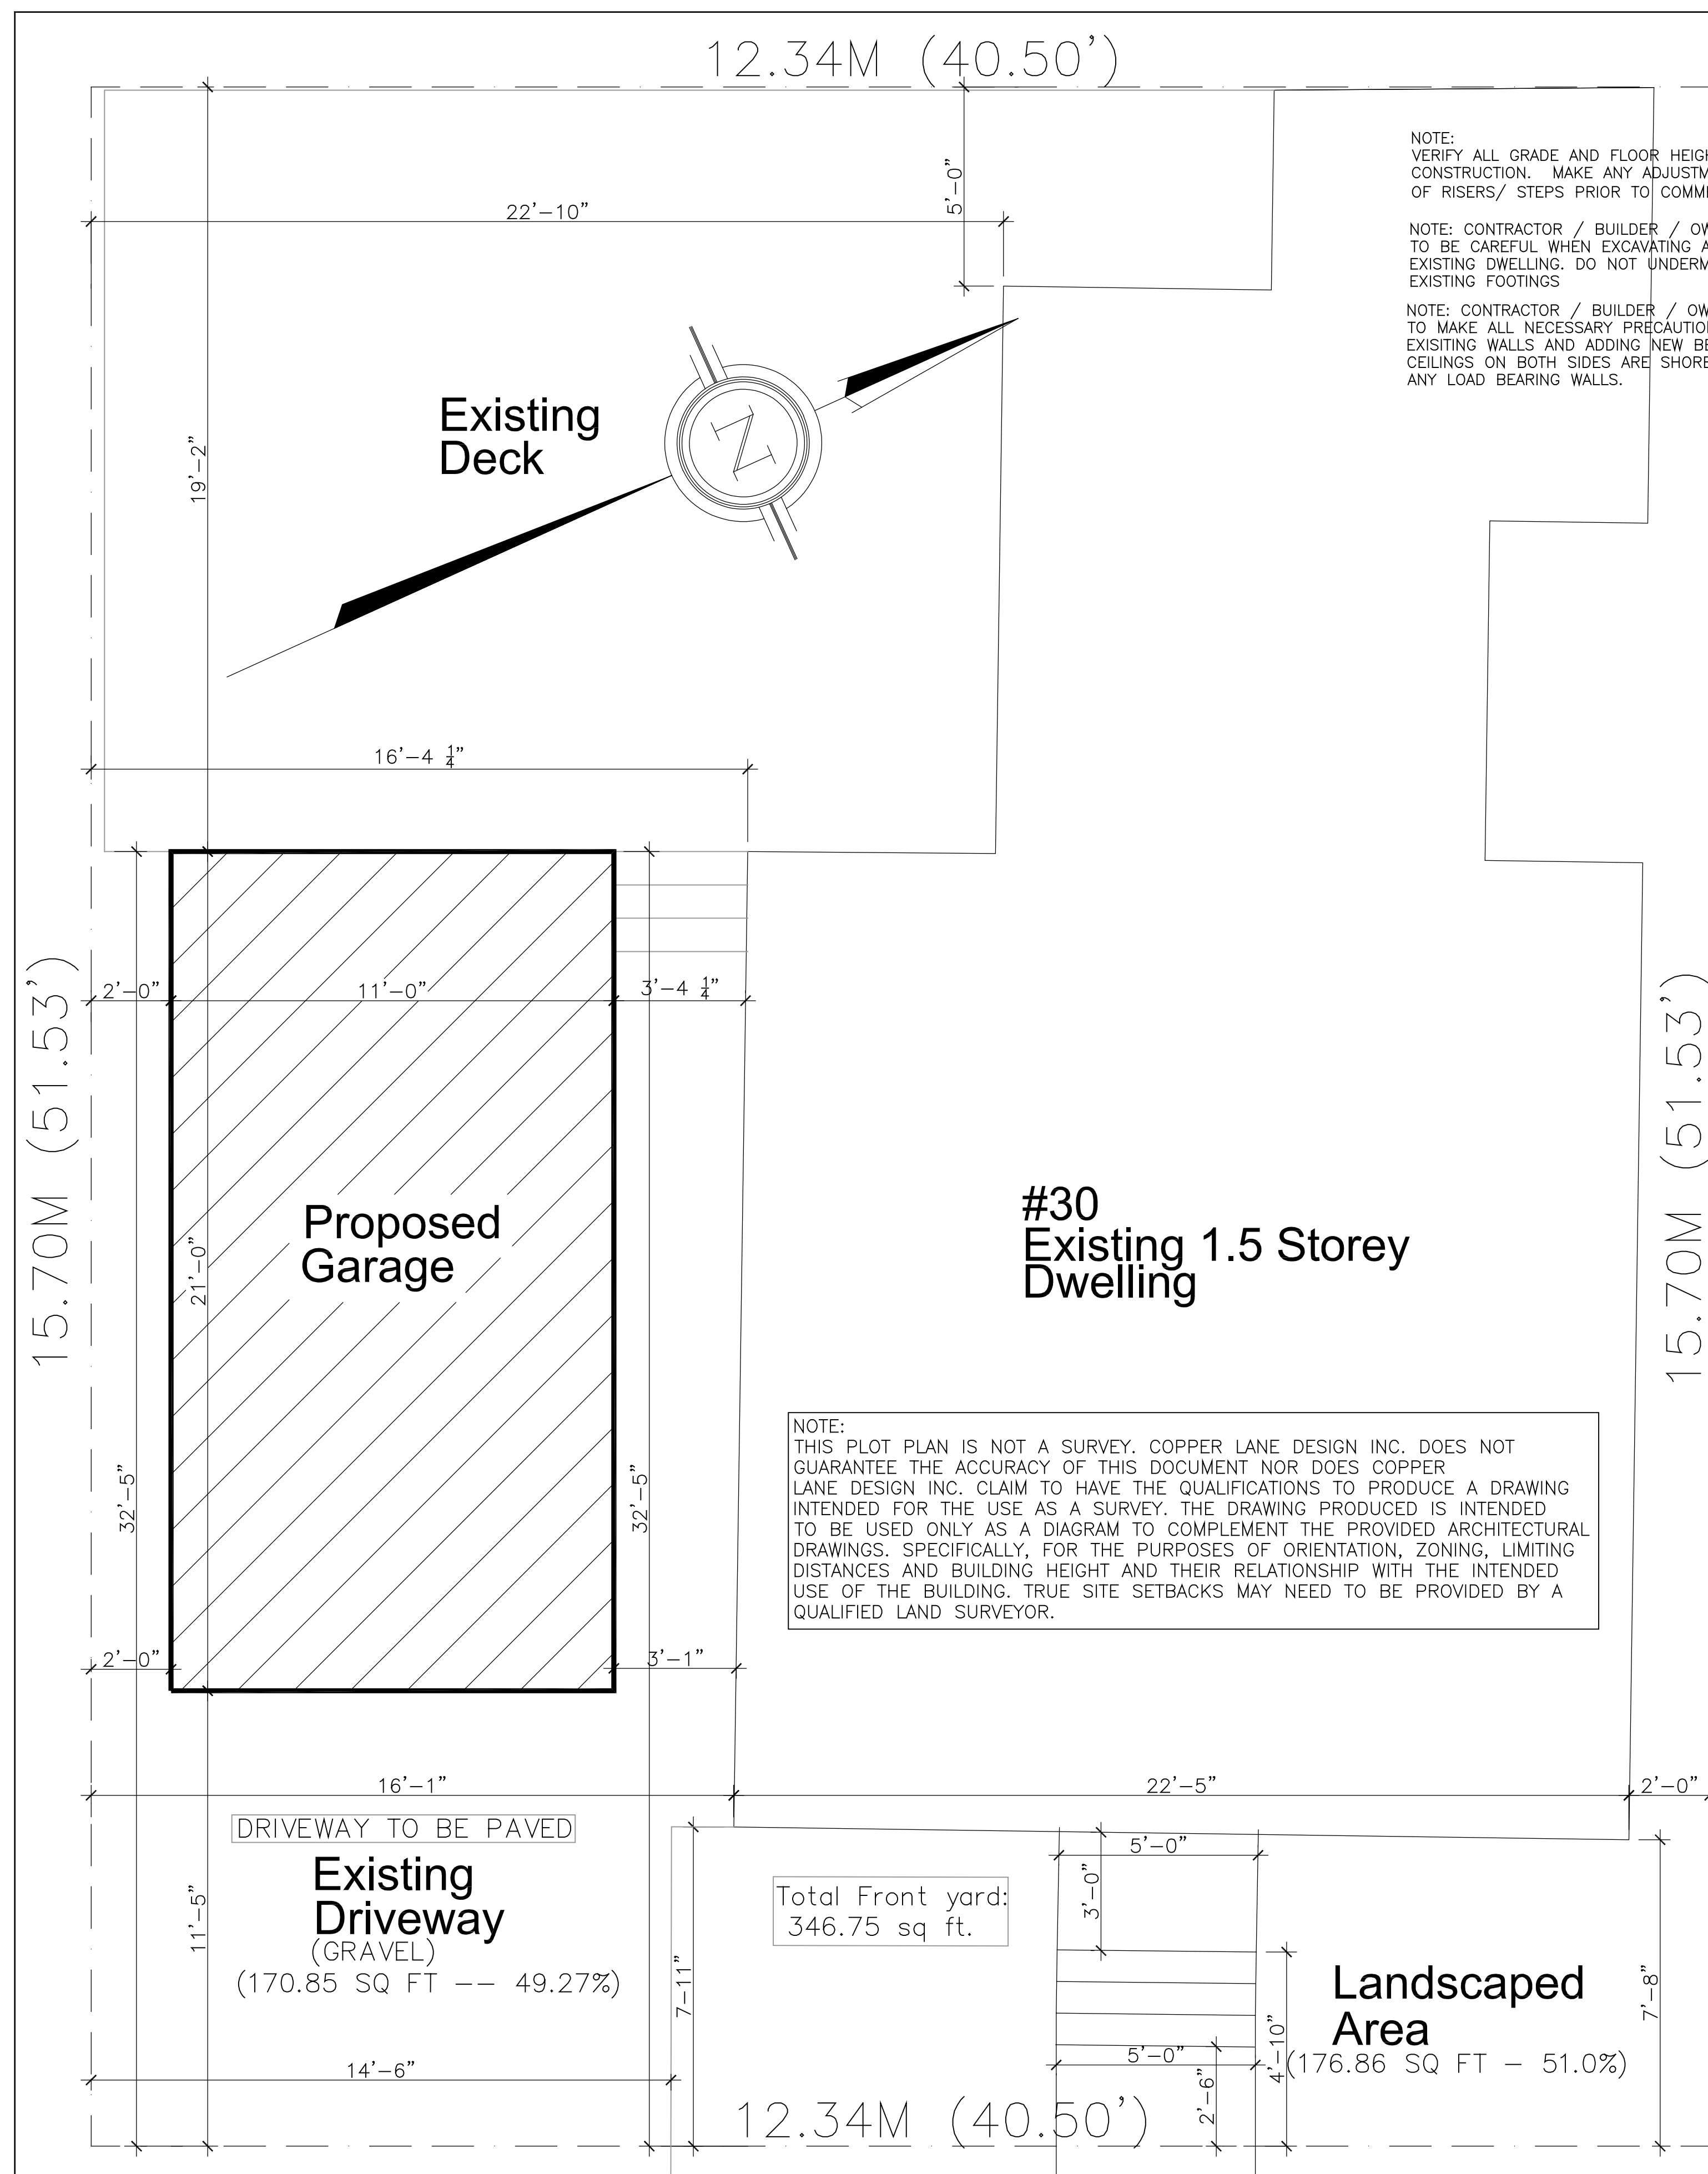 12.34M (40.50')
NOTE:
VERIFY ALL GRADE AND FLOOR
CONSTRUCTION. MAKE ANY
OF RISERS/ STEPS PRIOR TO
NOTE: CONTRACTOR / BUILDER /
TO BE CAREFUL WHEN EXCAVATING
EXISTING DWELLING. DO NOT
EXISTING FOOTINGS
NOTE: CONTRACTOR / BUILDER /
TO MAKE ALL NECESSARY
EXISITING WALLS AND ADDING NEW
CEILINGS ON BOTH SIDES ARE
ANY LOAD BEARING WALLS.
5'-0"
22'-10"
Existing
Deck
N
19'-2"
16'-4 1/4"
2'-0"
11'-0"
3'-4 1/4"
15.70M (51.53')
15.70M (51.53')
Proposed
Garage
21'-0"
#30
Existing 1.5 Storey
Dwelling
32'-5"
32'-5"
NOTE:
THIS PLOT PLAN IS NOT A SURVEY. COPPER LANE DESIGN INC. DOES NOT
GUARANTEE THE ACCURACY OF THIS DOCUMENT NOR DOES COPPER
LANE DESIGN INC. CLAIM TO HAVE THE QUALIFICATIONS TO PRODUCE A DRAWING
INTENDED FOR THE USE AS A SURVEY. THE DRAWING PRODUCED IS INTENDED
TO BE USED ONLY AS A DIAGRAM TO COMPLEMENT THE PROVIDED ARCHITECTURAL
DRAWINGS. SPECIFICALLY, FOR THE PURPOSES OF ORIENTATION, ZONING, LIMITING
DISTANCES AND BUILDING HEIGHT AND THEIR RELATIONSHIP WITH THE INTENDED
USE OF THE BUILDING. TRUE SITE SETBACKS MAY NEED TO BE PROVIDED BY A
QUALIFIED LAND SURVEYOR.
2'-0"
3'-1"
16'-1"
22'-5"
2'-0"
DRIVEWAY TO BE PAVED
Existing
Driveway
(GRAVEL)
(170.85 SQ FT -- 49.27%)
11'-5"
7-11"
Total Front yard:
346.75 sq ft.
5'-0"
3'-0"
Landscaped
Area
(176.86 SQ FT - 51.0%)
7'-8"
4'-10"
5'-0"
2'-6"
14'-6"
12.34M (40.50')